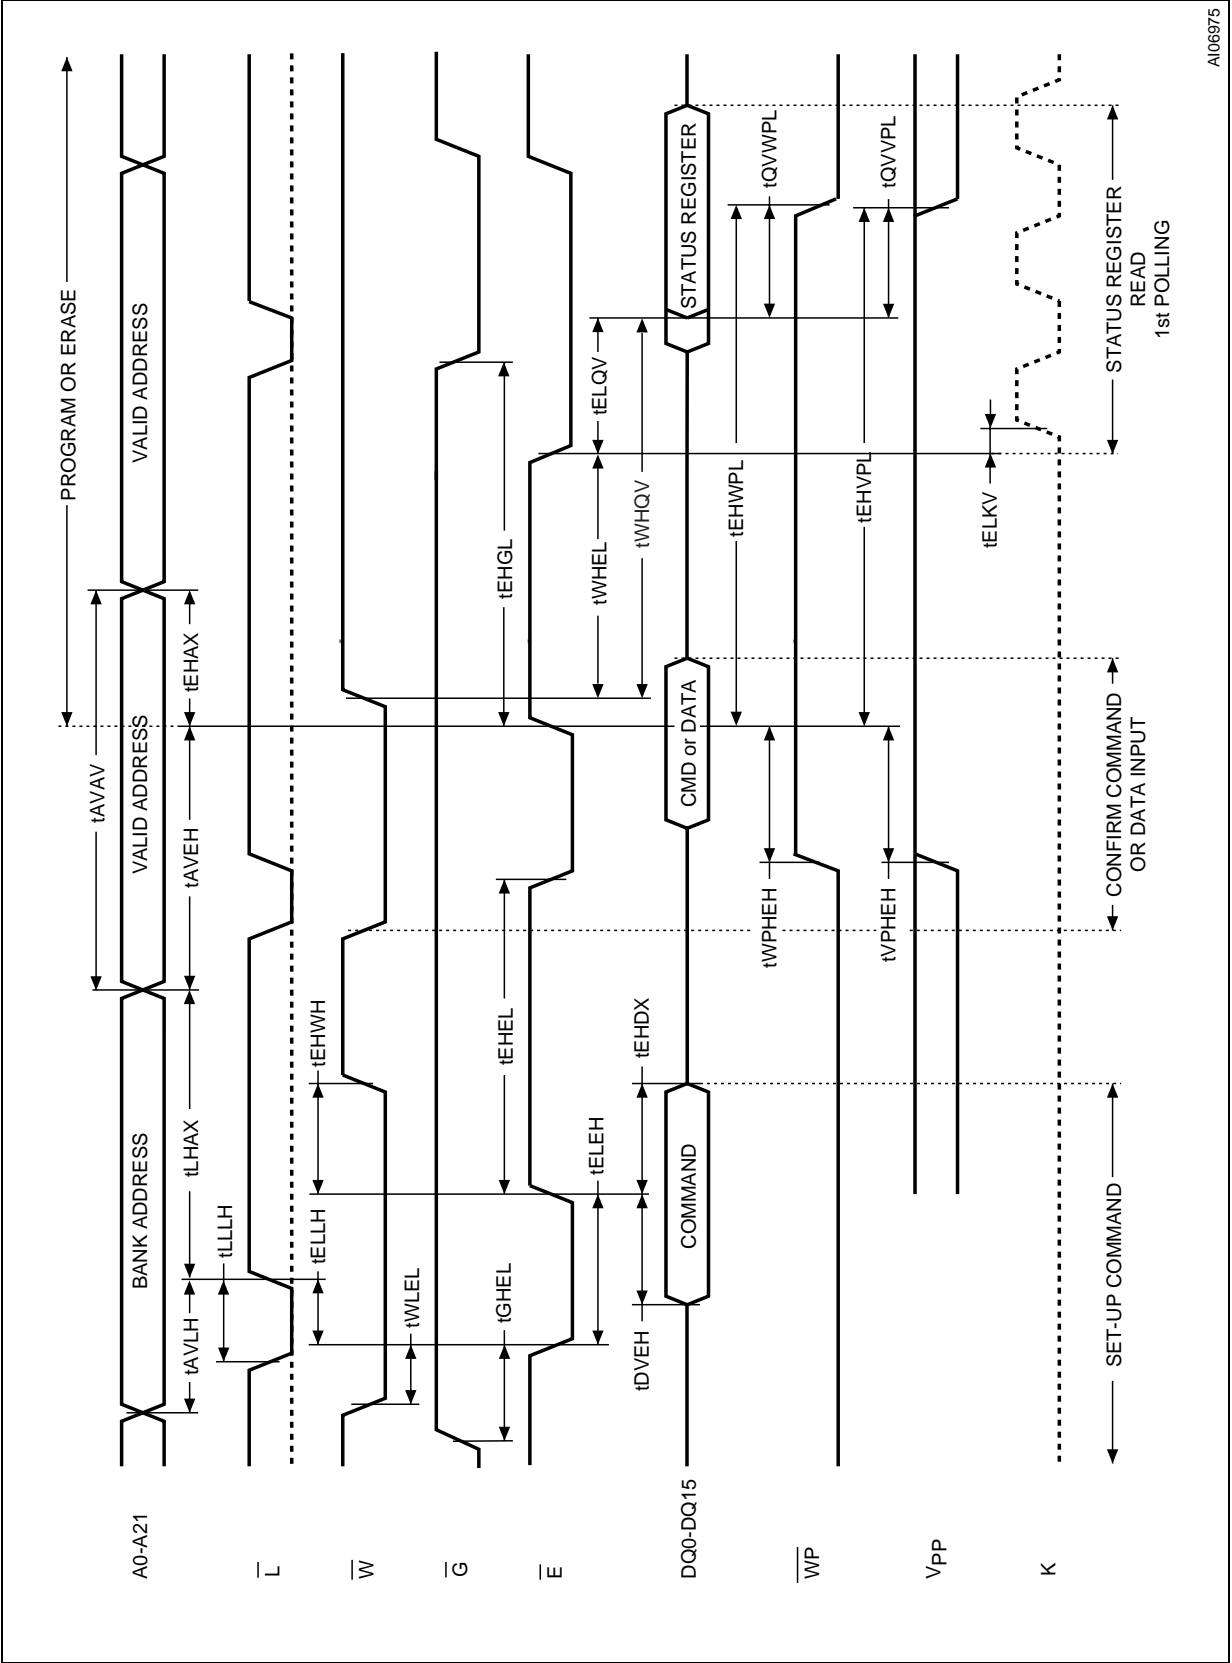 PROGRAM OR ERASE
tAVAV
A0-A21
BANK ADDRESS
VALID ADDRESS
VALID ADDRESS
tAVLH
tLHAX
tAVEH
tEHAX
tLLLH
L
tELLH
tEHWH
W
tWLEL
G
tGHEL
tEHEL
tEHGL
E
tELEH
tWHEL
tELQV
tDVEH
tEHDX
tWHQV
DQ0-DQ15
COMMAND
CMD or DATA
STATUS REGISTER
tEHWPL
tWPHEH
tQVWPL
WP
tEHVPL
tVPHEH
tQVVPL
VPP
tELKV
K
SET-UP COMMAND
CONFIRM COMMAND
OR DATA INPUT
STATUS REGISTER
READ
1st POLLING
AI06975